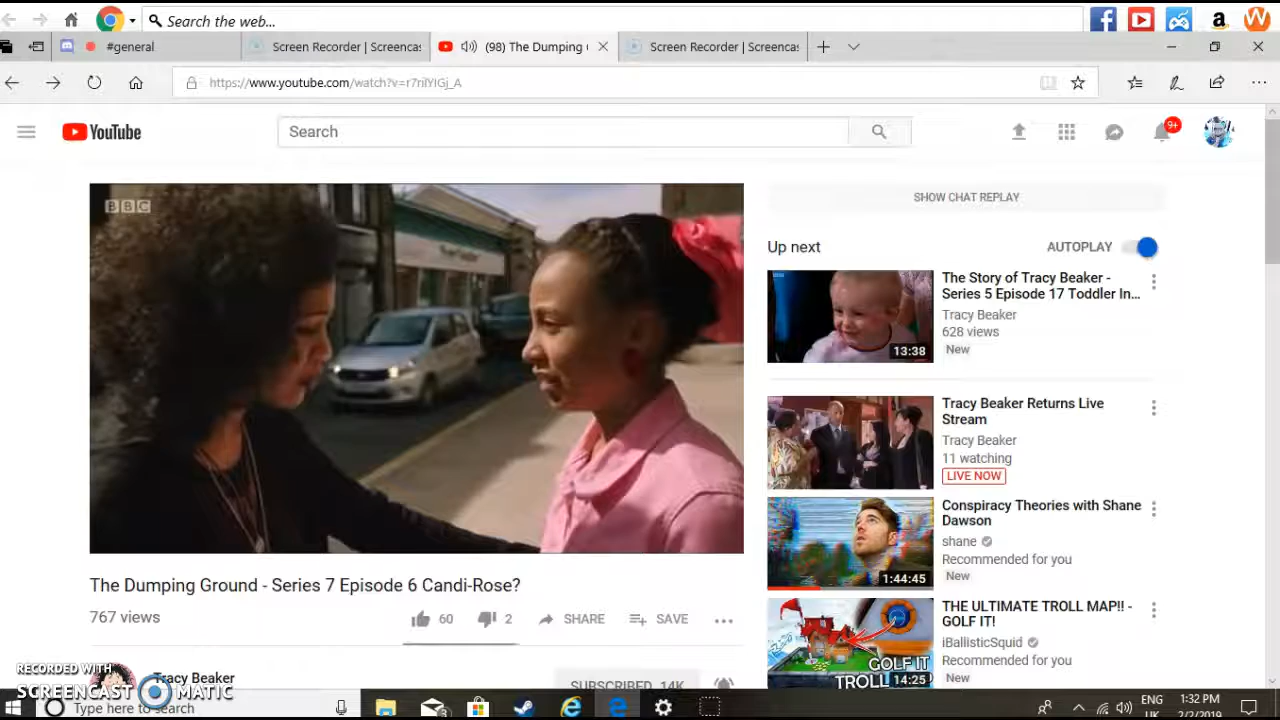 Search the web...
#general
Screen Recorder | Screencas
(98) The Dumping
Screen Recorder | Screencas
https://www.youtube.com/watch?v=r7rilYIGj_A
YouTube
Search
9+
BBC
SHOW CHAT REPLAY
Up next
AUTOPLAY
The Story of Tracy Beaker -
Series 5 Episode 17 Toddler In...
Tracy Beaker
628 views
New
13:38
Tracy Beaker Returns Live
Stream
Tracy Beaker
11 watching
LIVE NOW
Conspiracy Theories with Shane
Dawson
shane
Recommended for you
New
1:44:45
THE ULTIMATE TROLL MAP!! -
GOLF IT!
iBallisticSquid
Recommended for you
New
GOLF IT
TROLL
14:25
The Dumping Ground - Series 7 Episode 6 Candi-Rose?
767 views
60
2
SHARE
SAVE
Tracy Beaker
SUBSCRIBED 14K
RECORDED WITH
SCREENCAST MATIC
Type here to search
ENG
UK
1:32 PM
2/2/2019